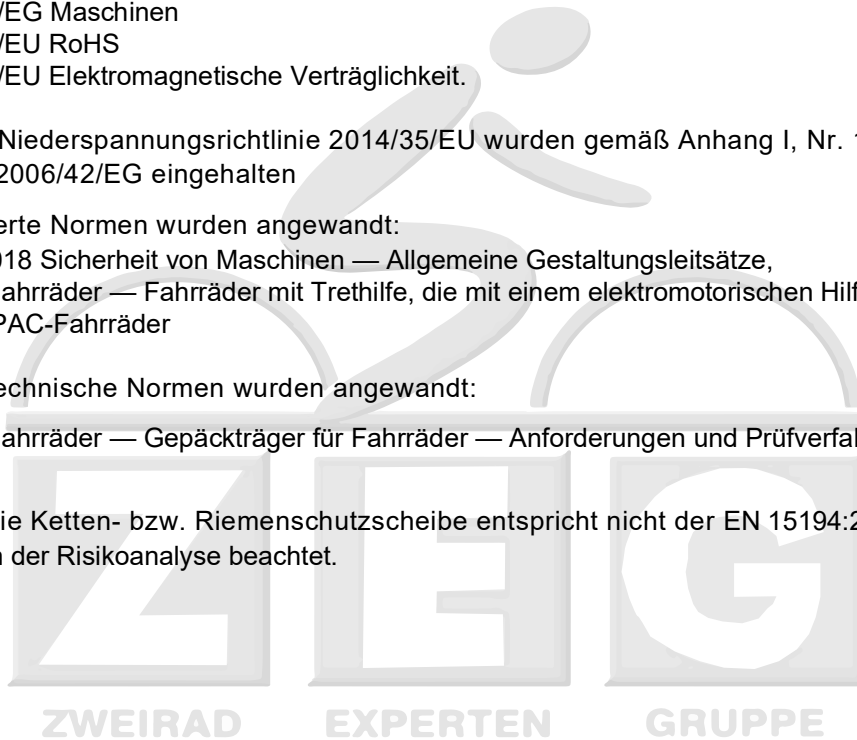 /EG Maschinen
/EU RoHS
/EU Elektromagnetische Verträglichkeit.
Niederspannungsrichtlinie 2014/35/EU wurden gemäß Anhang I, Nr.
2006/42/EG eingehalten
erte Normen wurden angewandt:
018 Sicherheit von Maschinen — Allgemeine Gestaltungsleitsätze,
ahrräder — Fahrräder mit Trethilfe, die mit einem elektromotorischen Hilf
PAC-Fahrräder
echnische Normen wurden angewandt:
ahrräder — Gepäckträger für Fahrräder — Anforderungen und Prüfverfa
ie Ketten- bzw. Riemenschutzscheibe entspricht nicht der EN 15194:2
der Risikoanalyse beachtet.
ZEG
ZWEIRAD EXPERTEN GRUPPE